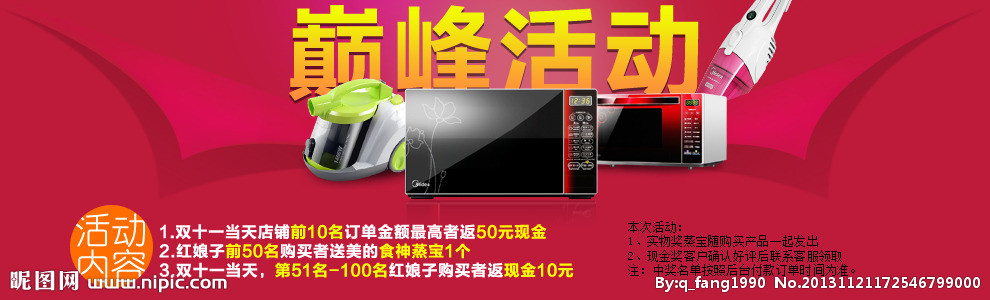 巅峰活动
12:35
Midea
Midea
活动
内容
1.双十一当天店铺前10名订单金额最高者返50元现金
2.红娘子前50名购买者送美的食神蒸宝1个
3.双十一当天，第51名-100名红娘子购买者返现金10元
本次活动：
1、实物奖蒸宝随购买产品一起发出
2、现金奖客户确认好评后联系客服领取
注：中奖名单按照后台付款订单时间为准。
昵图网 www.nipic.com
By:q_fang1990 No.20131121172546799000